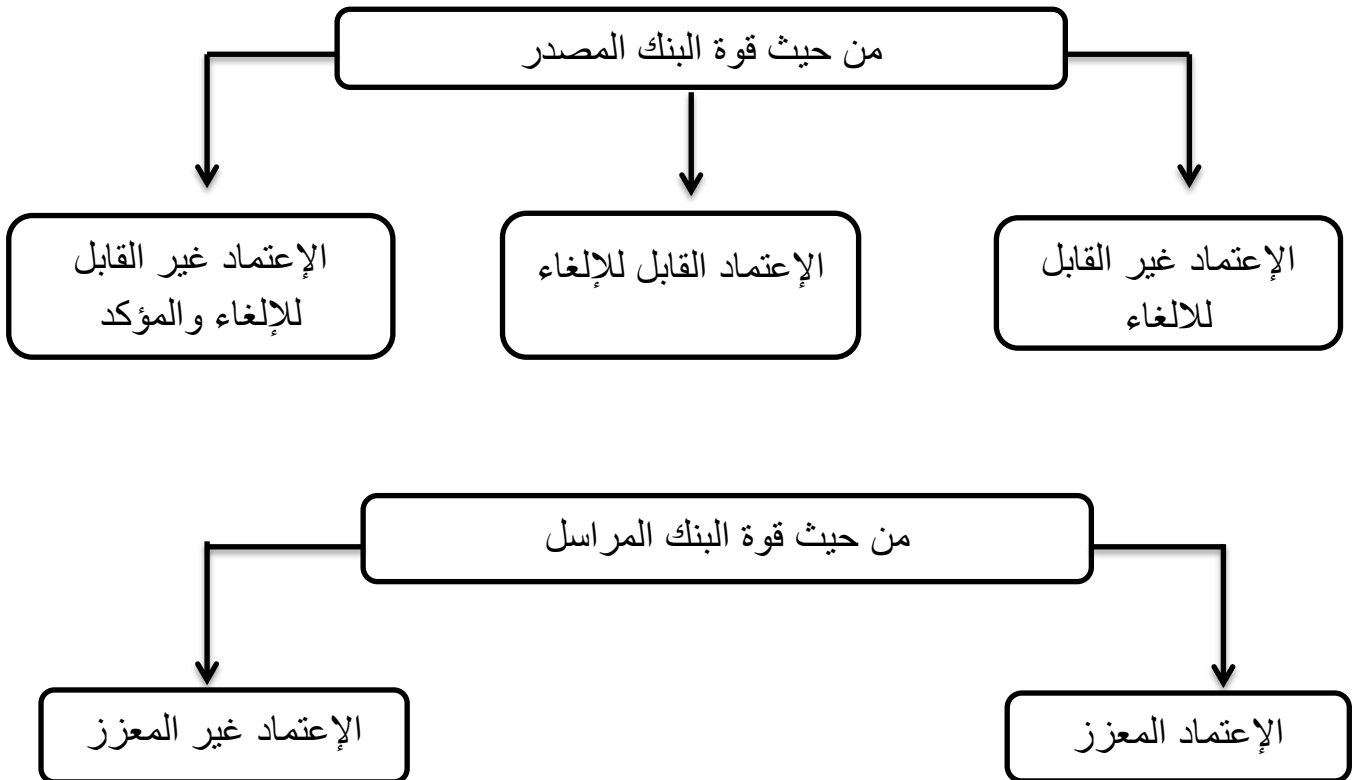 من حيث قوة البنك المصدر
الإعتماد غير القابل
للالغاء
الإعتماد القابل للإلغاء
الإعتماد غير القابل
للإلغاء والمؤكد
من حيث قوة البنك المراسل
الإعتماد المعزز
الإعتماد غير المعزز